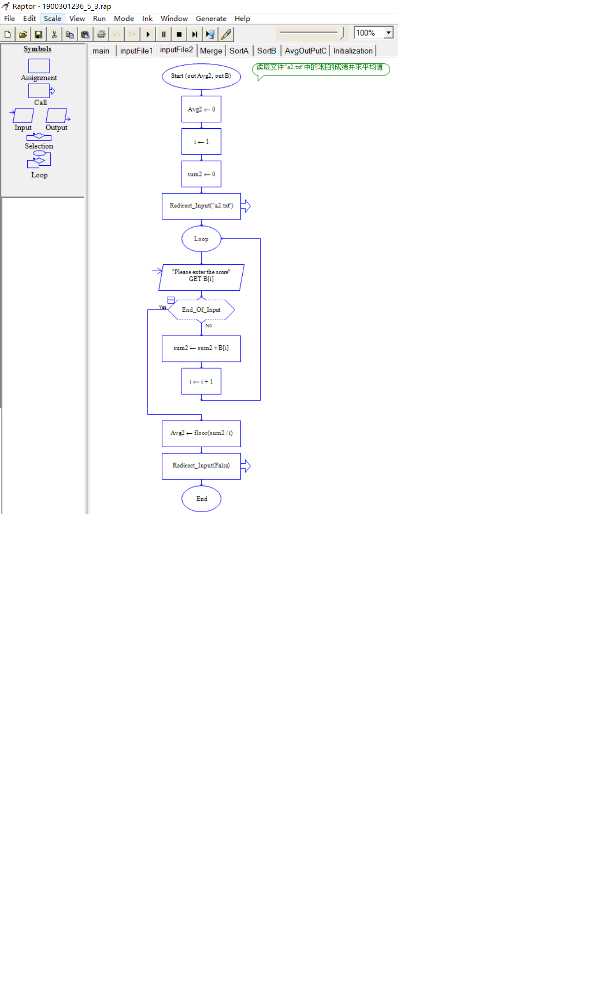 Raptor - 1900301236_5_3.rap
File Edit Scale View Run Mode Ink Window Generate Help
100%
Symbols
Assignment
Call
Input Output
Selection
Loop
main inputFile1 inputFile2 Merge SortA SortB AvgOutPutC Initialization
读取文件"a2.txt"中的2班的成绩并求平均值
Start (out Avg2, out B)
Avg2 ← 0
i ← 1
sum2 ← 0
Redirect_Input("a2.txt")
Loop
"Please enter the score"
GET B[i]
Yes
End_Of_Input
No
sum2 ← sum2 + B[i]
i ← i + 1
Avg2 ← floor(sum2 / i)
Redirect_Input(False)
End